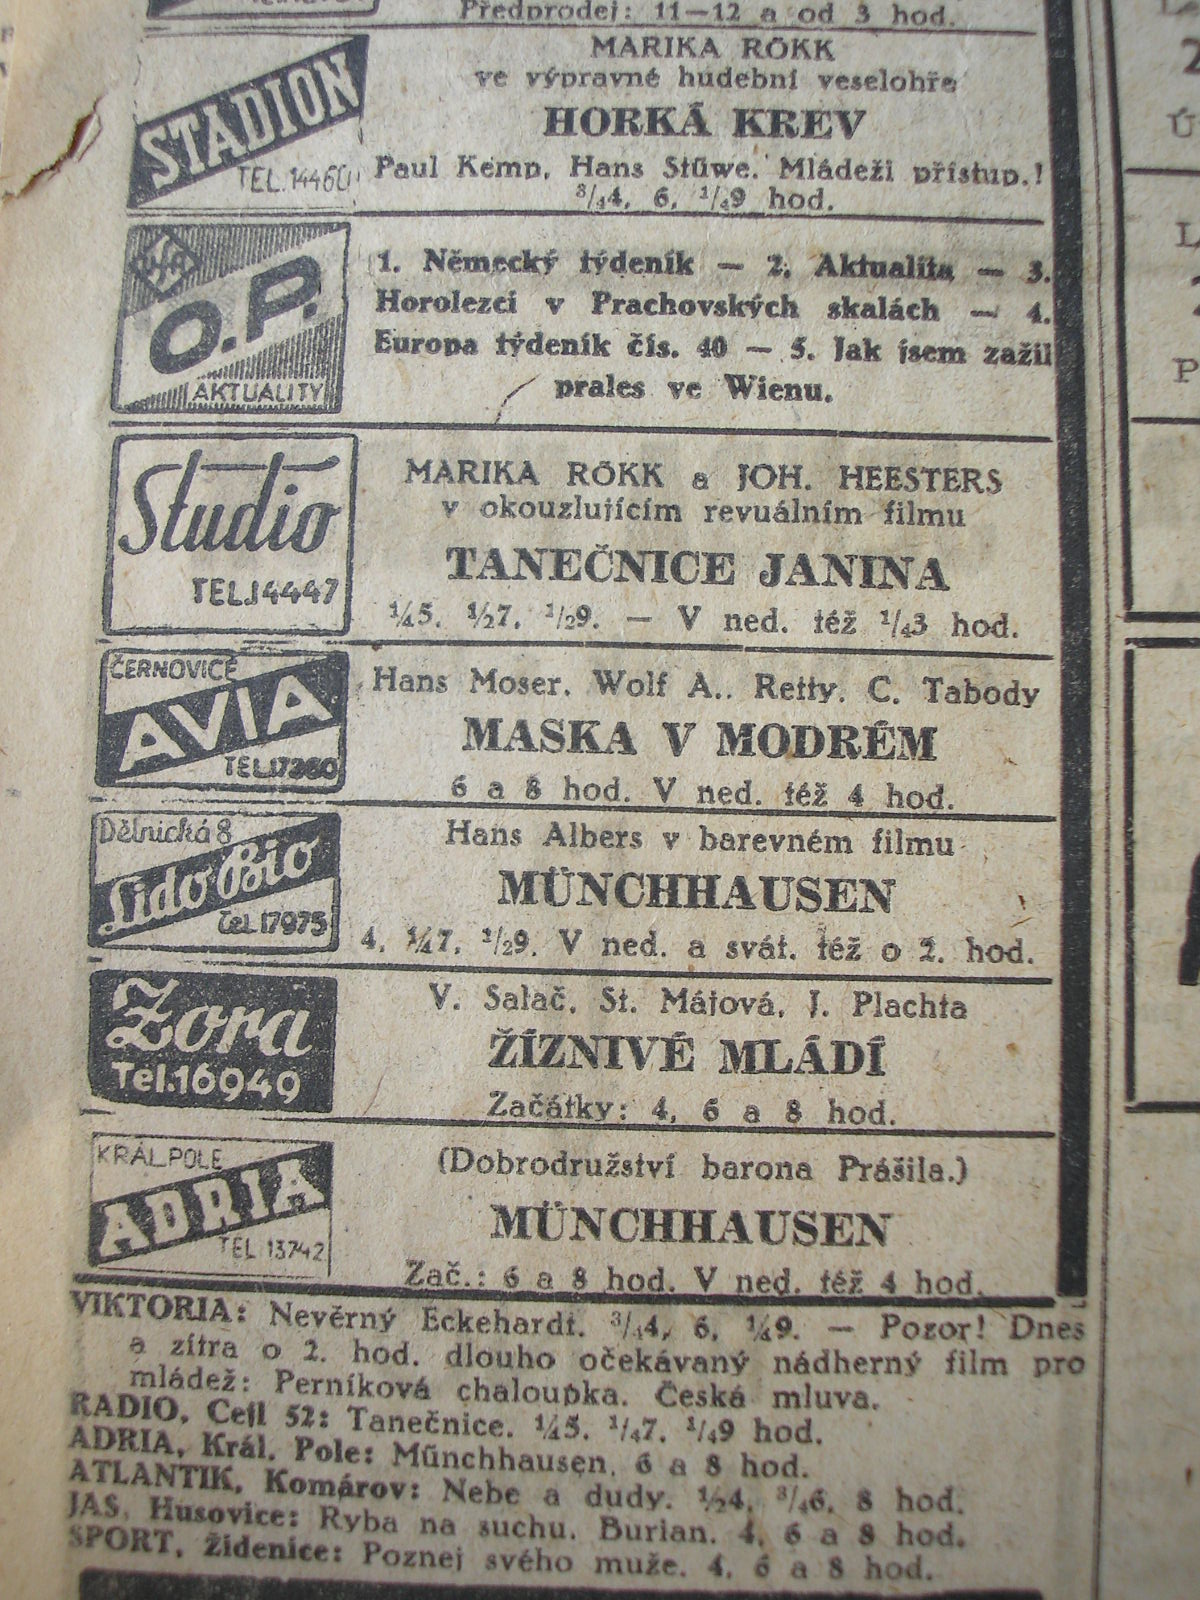 Předprodej: 11—12 a od 3 hod.
STADION
TEL. 14460
MARIKA RÖKK
ve výpravné hudební veselohře
HORKÁ KREV
Paul Kemp, Hans Stüwe. Mládeži přístup.!
¾4, 6, ¼9 hod.
Ufa
O.P.
AKTUALITY
1. Německý týdeník — 2. Aktualita — 3.
Horolezci v Prachovských skalách — 4.
Europa týdeník čís. 40 — 5. Jak jsem zažil
prales ve Wienu.
Studio
TEL.14447
MARIKA RÖKK a JOH. HEESTERS
v okouzlujícím revuálním filmu
TANEČNICE JANINA
¼5, ½7, ½9. — V ned. též ¼3 hod.
ČERNOVICE
AVIA
TEL.17360
Hans Moser, Wolf A.. Retty, C. Tabody
MASKA V MODRÉM
6 a 8 hod. V ned. též 4 hod.
Dělnická 8
Lido Bio
Tel. 17975
Hans Albers v barevném filmu
MÜNCHHAUSEN
4, ¼7, ½9. V ned. a svát. též o 2. hod.
Zora
Tel.16949
V. Salač, St. Májová, J. Plachta
ŽÍZNIVÉ MLÁDÍ
Začátky: 4, 6 a 8 hod.
KRÁL.POLE
ADRIA
TEL. 13742
(Dobrodružství barona Prášila.)
MÜNCHHAUSEN
Zač.: 6 a 8 hod. V ned. též 4 hod.
VIKTORIA: Nevěrný Eckehardt. ¾4, 6, ¼9. — Pozor! Dnes
a zítra o 2. hod. dlouho očekávaný nádherný film pro
mládež: Perníková chaloupka. Česká mluva.
RADIO, Cejl 52: Tanečnice. ¼5, ¼7, ¼9 hod.
ADRIA, Král. Pole: Münchhausen, 6 a 8 hod.
ATLANTIK, Komárov: Nebe a dudy. ½4, ¾6, 8 hod.
JAS, Husovice: Ryba na suchu. Burian. 4, 6 a 8 hod.
SPORT, Židenice: Poznej svého muže. 4, 6 a 8 hod.